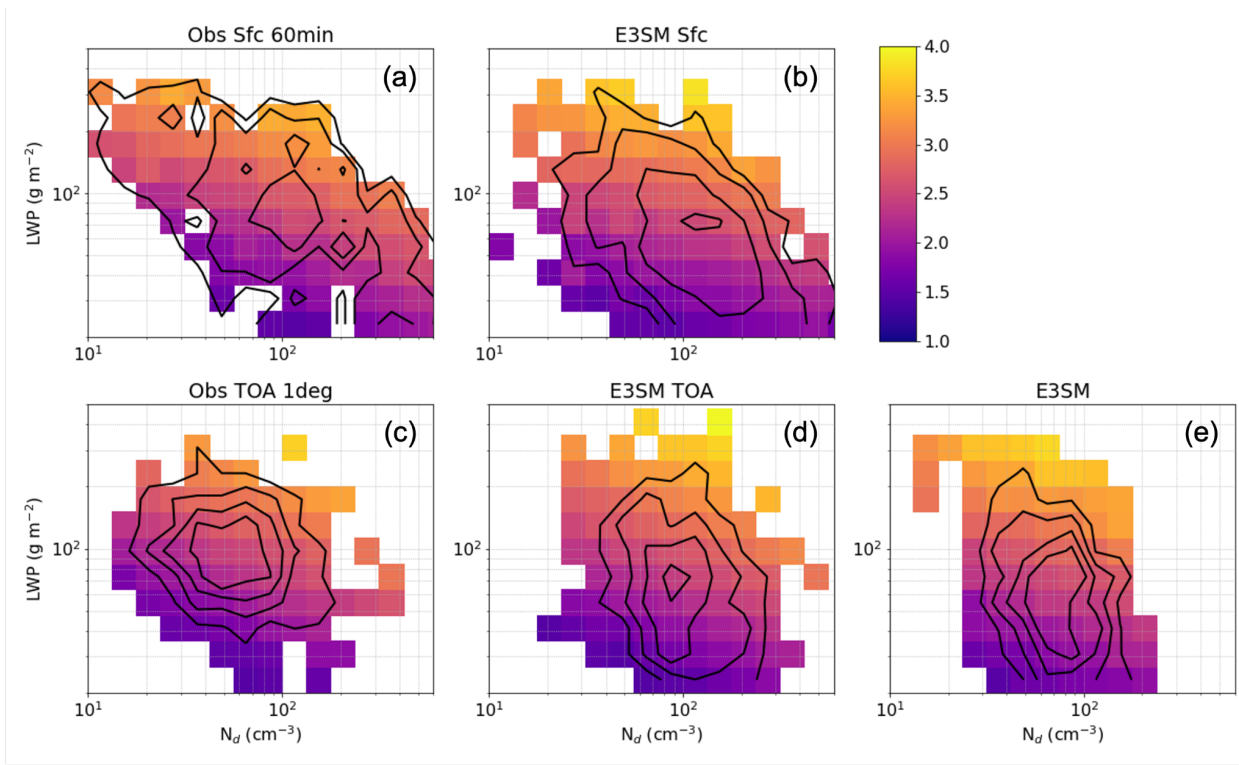 Obs Sfc 60min
E3SM Sfc
(a)
(b)
4.0
3.5
3.0
2.5
2.0
1.5
1.0
LWP (g m⁻²)
10²
10¹
10²
10¹
10²
Obs TOA 1deg
E3SM TOA
E3SM
(c)
(d)
(e)
LWP (g m⁻²)
10²
10²
10²
10¹
10²
10¹
10²
10¹
10²
N_d (cm⁻³)
N_d (cm⁻³)
N_d (cm⁻³)